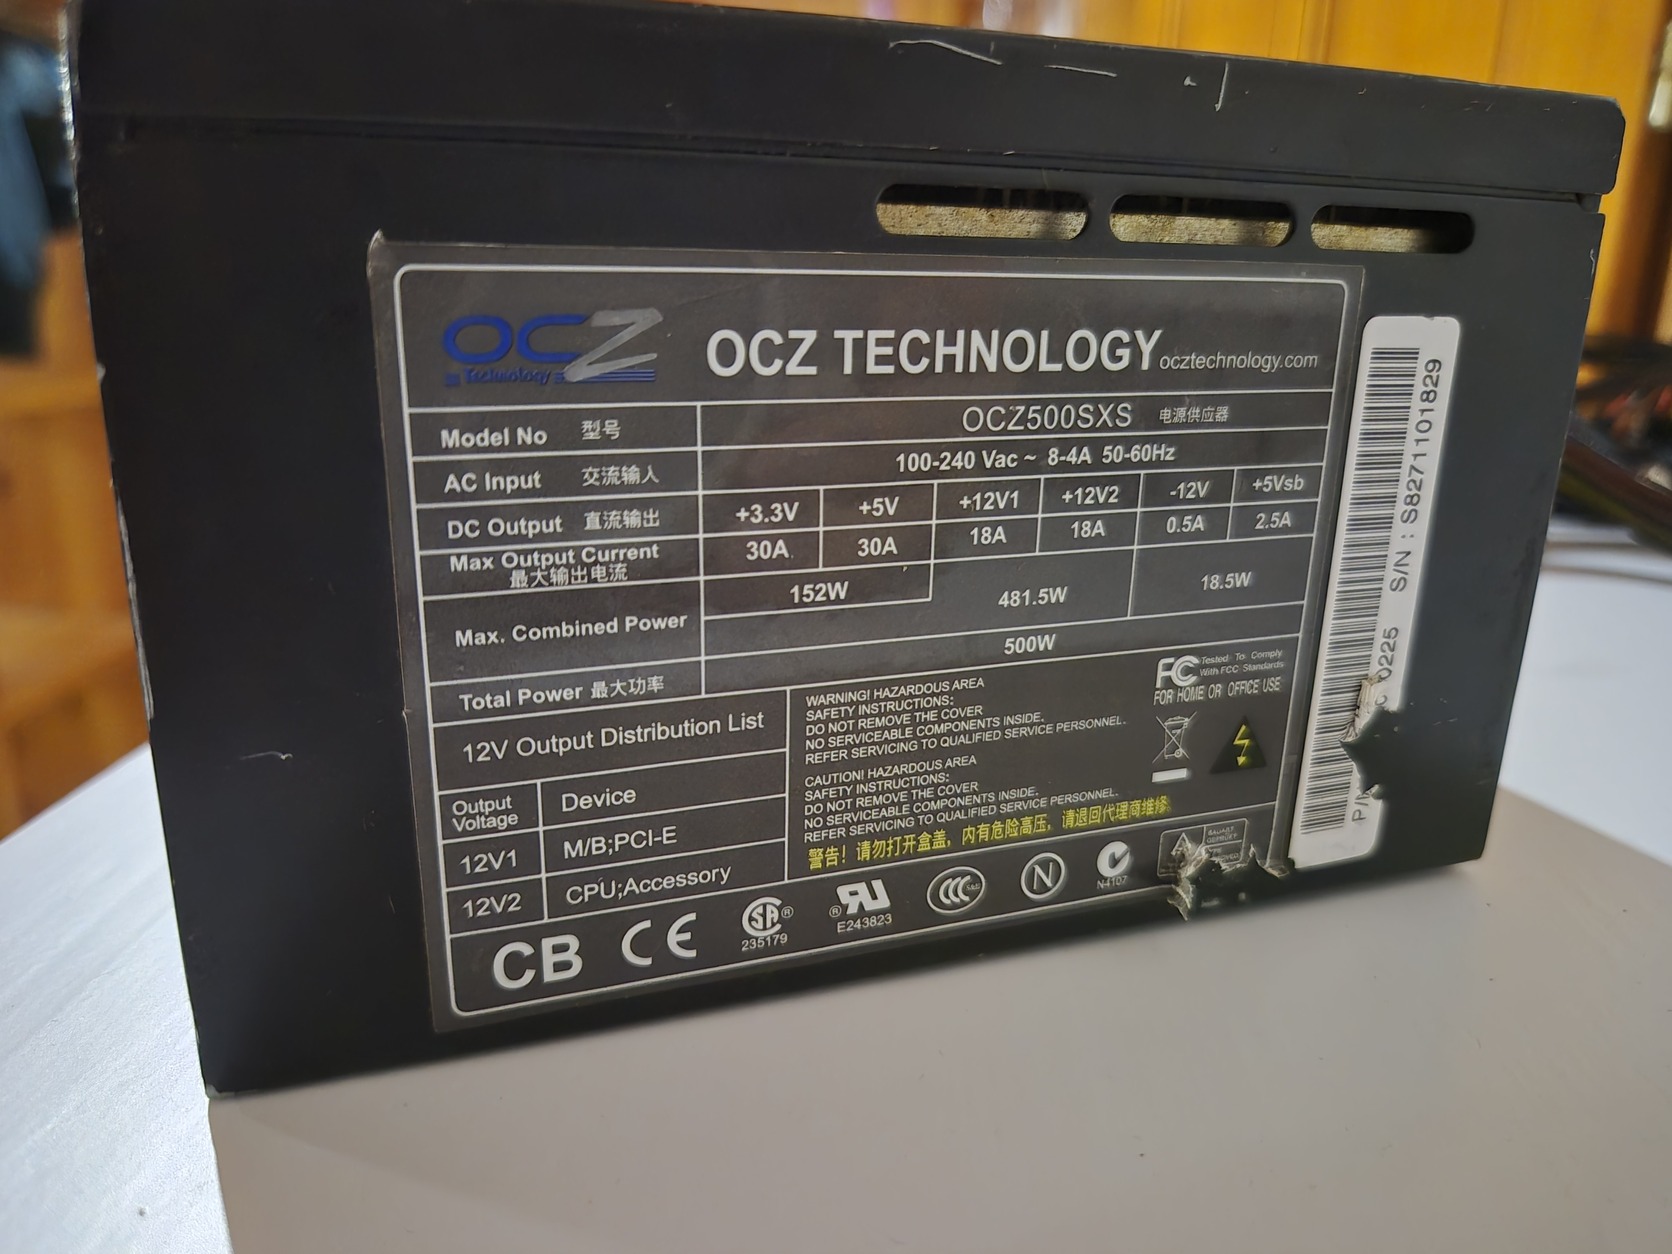 OCZ
Technology
OCZ TECHNOLOGY ocztechnology.com
Model No 型号 OCZ500SXS 电源供应器
AC Input 交流输入 100-240 Vac ~ 8-4A 50-60Hz
DC Output 直流输出 +3.3V +5V +12V1 +12V2 -12V +5Vsb
Max Output Current 30A 30A 18A 18A 0.5A 2.5A
最大输出电流
Max. Combined Power 152W 481.5W 18.5W
Total Power 最大功率 500W
12V Output Distribution List
Output Voltage Device
12V1 M/B;PCI-E
12V2 CPU;Accessory
WARNING! HAZARDOUS AREA
SAFETY INSTRUCTIONS:
DO NOT REMOVE THE COVER
NO SERVICEABLE COMPONENTS INSIDE.
REFER SERVICING TO QUALIFIED SERVICE PERSONNEL.
CAUTION! HAZARDOUS AREA
SAFETY INSTRUCTIONS:
DO NOT REMOVE THE COVER
NO SERVICEABLE COMPONENTS INSIDE.
REFER SERVICING TO QUALIFIED SERVICE PERSONNEL.
警告！请勿打开盒盖，内有危险高压，请退回代理商维修。
FC Tested To Comply
With FCC Standards
FOR HOME OR OFFICE USE
CB CE
SA ®
235179
® RU
E243823
CCC S&E
N
N4107
S/N : S8271101829
0225